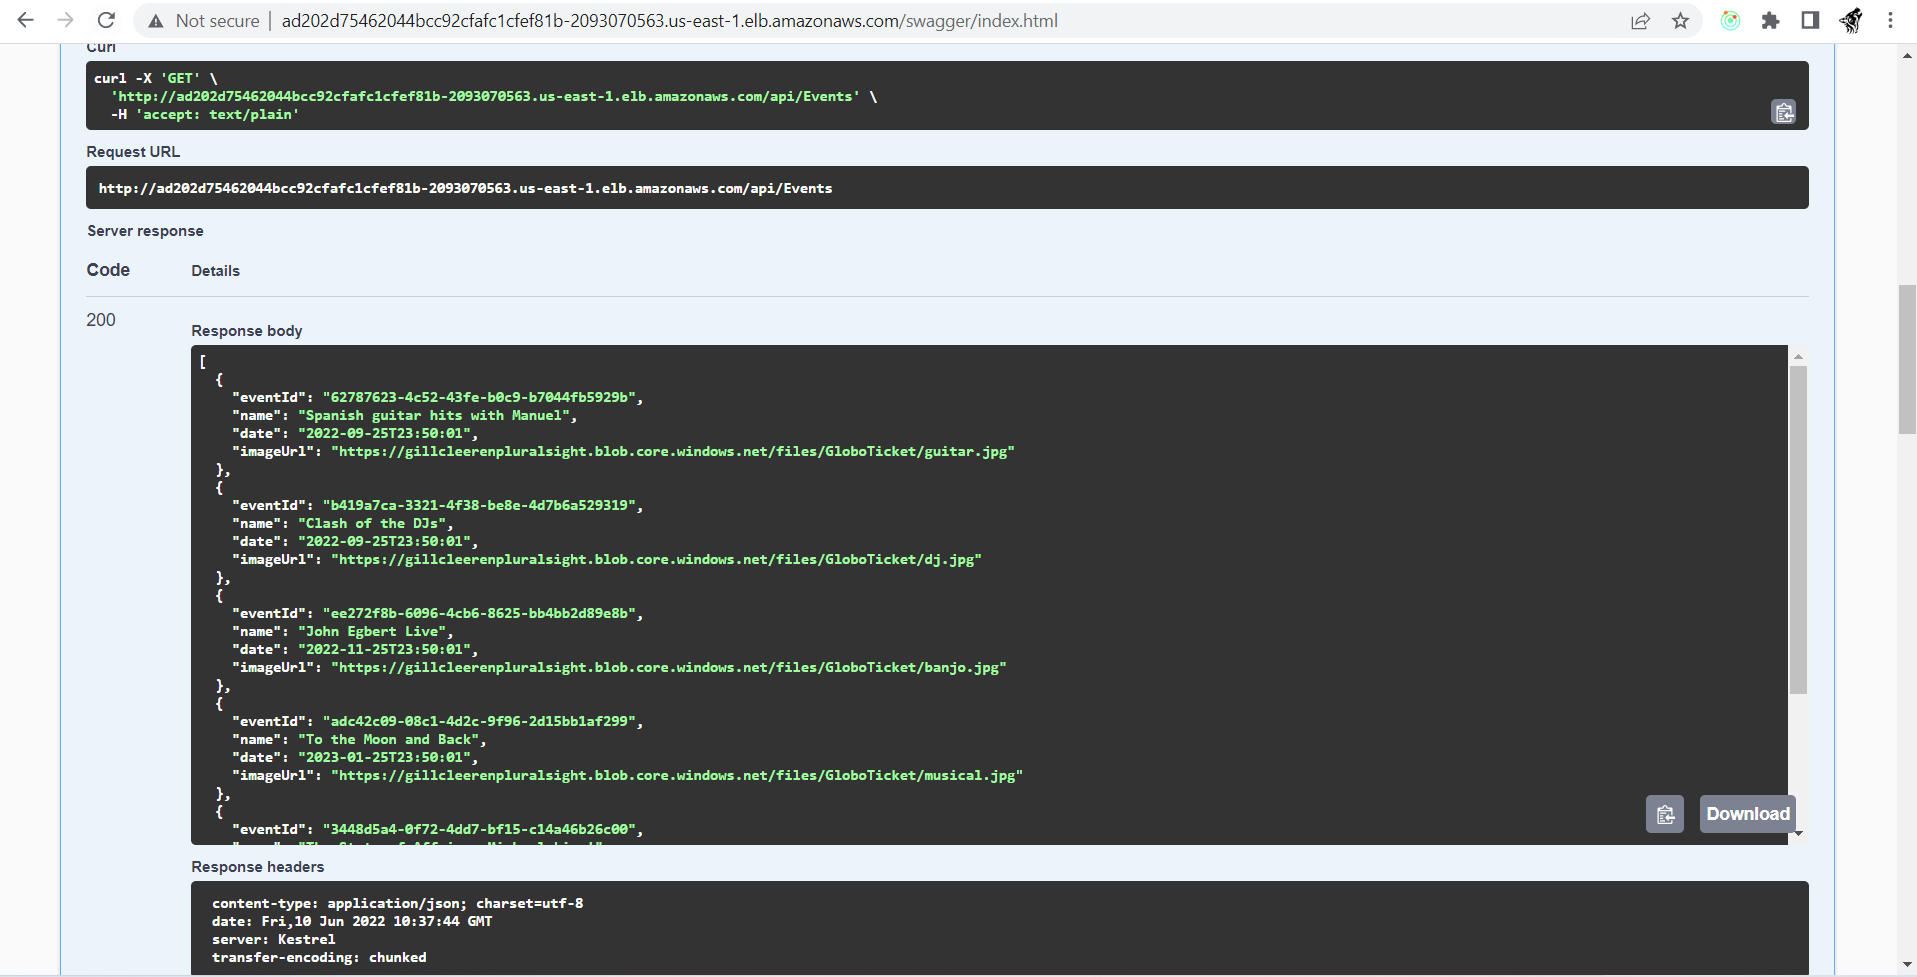 Not secure | ad202d75462044bcc92cfafc1cfef81b-2093070563.us-east-1.elb.amazonaws.com/swagger/index.html
Curl
curl -X 'GET' \
  'http://ad202d75462044bcc92cfafc1cfef81b-2093070563.us-east-1.elb.amazonaws.com/api/Events' \
  -H 'accept: text/plain'
Request URL
http://ad202d75462044bcc92cfafc1cfef81b-2093070563.us-east-1.elb.amazonaws.com/api/Events
Server response
Code Details
200
Response body
[
  {
    "eventId": "62787623-4c52-43fe-b0c9-b7044fb5929b",
    "name": "Spanish guitar hits with Manuel",
    "date": "2022-09-25T23:50:01",
    "imageUrl": "https://gillcleerenpluralsight.blob.core.windows.net/files/GloboTicket/guitar.jpg"
  },
  {
    "eventId": "b419a7ca-3321-4f38-be8e-4d7b6a529319",
    "name": "Clash of the DJs",
    "date": "2022-09-25T23:50:01",
    "imageUrl": "https://gillcleerenpluralsight.blob.core.windows.net/files/GloboTicket/dj.jpg"
  },
  {
    "eventId": "ee272f8b-6096-4cb6-8625-bb4bb2d89e8b",
    "name": "John Egbert Live",
    "date": "2022-11-25T23:50:01",
    "imageUrl": "https://gillcleerenpluralsight.blob.core.windows.net/files/GloboTicket/banjo.jpg"
  },
  {
    "eventId": "adc42c09-08c1-4d2c-9f96-2d15bb1af299",
    "name": "To the Moon and Back",
    "date": "2023-01-25T23:50:01",
    "imageUrl": "https://gillcleerenpluralsight.blob.core.windows.net/files/GloboTicket/musical.jpg"
  },
  {
    "eventId": "3448d5a4-0f72-4dd7-bf15-c14a46b26c00",
Download
Response headers
content-type: application/json; charset=utf-8
date: Fri,10 Jun 2022 10:37:44 GMT
server: Kestrel
transfer-encoding: chunked